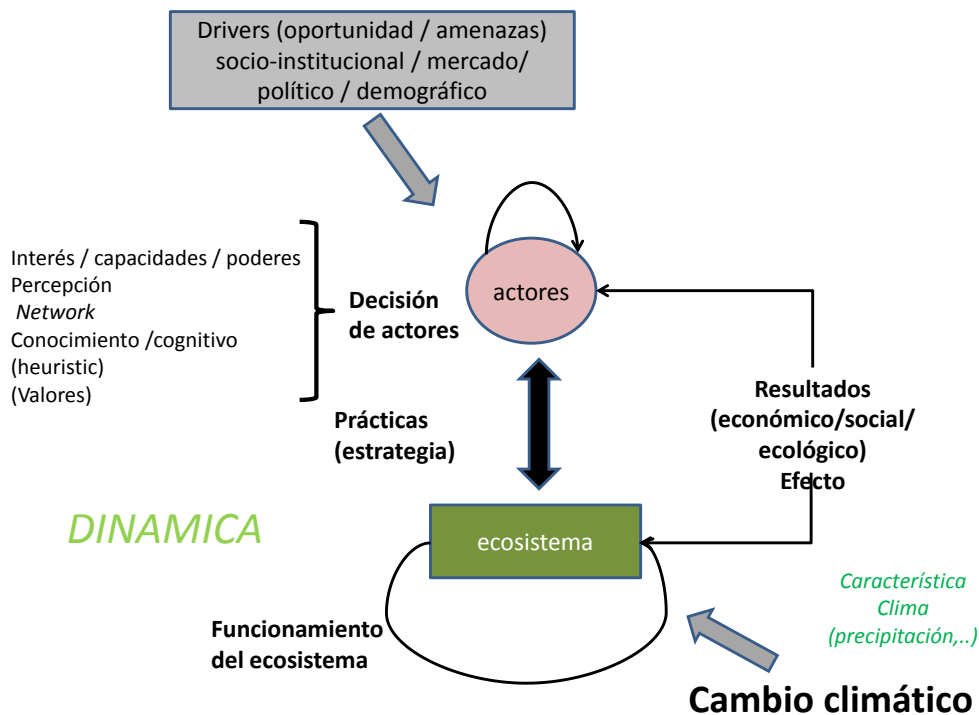 Drivers (oportunidad / amenazas)
socio-institucional / mercado/
político / demográfico
Interés / capacidades / poderes
Percepción
Network
Conocimiento /cognitivo
(heuristic)
(Valores)
Decisión
de actores
actores
Prácticas
(estrategia)
Resultados
(económico/social/
ecológico)
Efecto
DINAMICA
ecosistema
Funcionamiento
del ecosistema
Característica
Clima
(precipitación,..)
Cambio climático